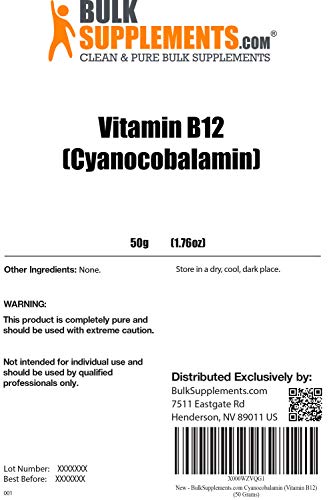 BULK
SUPPLEMENTS.COM®
CLEAN & PURE BULK SUPPLEMENTS
Vitamin B12
(Cyanocobalamin)
50g (1.76oz)
Other Ingredients: None.
Store in a dry, cool, dark place.
WARNING:
This product is completely pure and
should be used with extreme caution.
Not intended for individual use and
should be used by qualified
professionals only.
Distributed Exclusively by:
BulkSupplements.com
7511 Eastgate Rd
Henderson, NV 89011 US
Lot Number: XXXXXX
Best Before: XXXXXX
001
X000WZVQG1
New - BulkSupplements.com Cyanocobalamin (Vitamin B12)
(50 Grams)